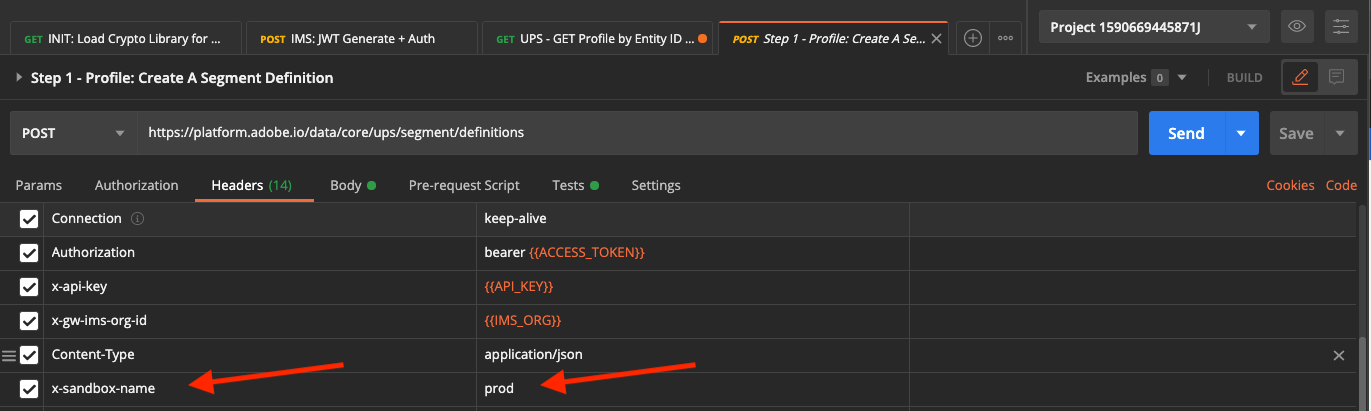 GET INIT: Load Crypto Library for ...
POST IMS: JWT Generate + Auth
GET UPS - GET Profile by Entity ID ...
POST Step 1 - Profile: Create A Se...
Project 1590669445871J
Step 1 - Profile: Create A Segment Definition
Examples 0 BUILD
POST https://platform.adobe.io/data/core/ups/segment/definitions Send Save
Params Authorization Headers (14) Body Pre-request Script Tests Settings Cookies Code
Connection keep-alive
Authorization bearer {{ACCESS_TOKEN}}
x-api-key {{API_KEY}}
x-gw-ims-org-id {{IMS_ORG}}
Content-Type application/json
x-sandbox-name prod